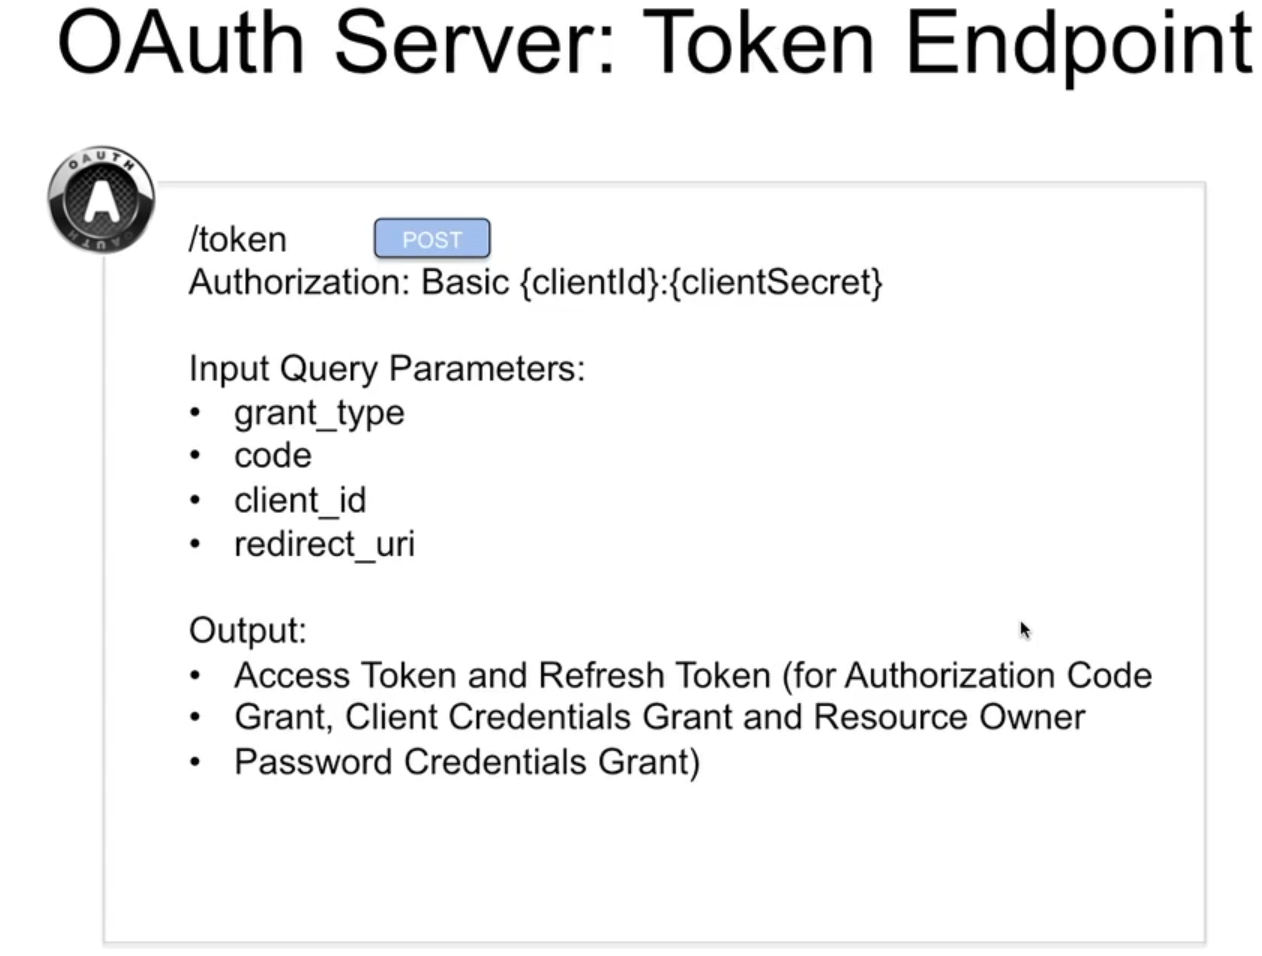 OAuth Server: Token Endpoint
OAUTH
A
OAUTH
/token POST
Authorization: Basic {clientId}:{clientSecret}
Input Query Parameters:
• grant_type
• code
• client_id
• redirect_uri
Output:
• Access Token and Refresh Token (for Authorization Code
• Grant, Client Credentials Grant and Resource Owner
• Password Credentials Grant)